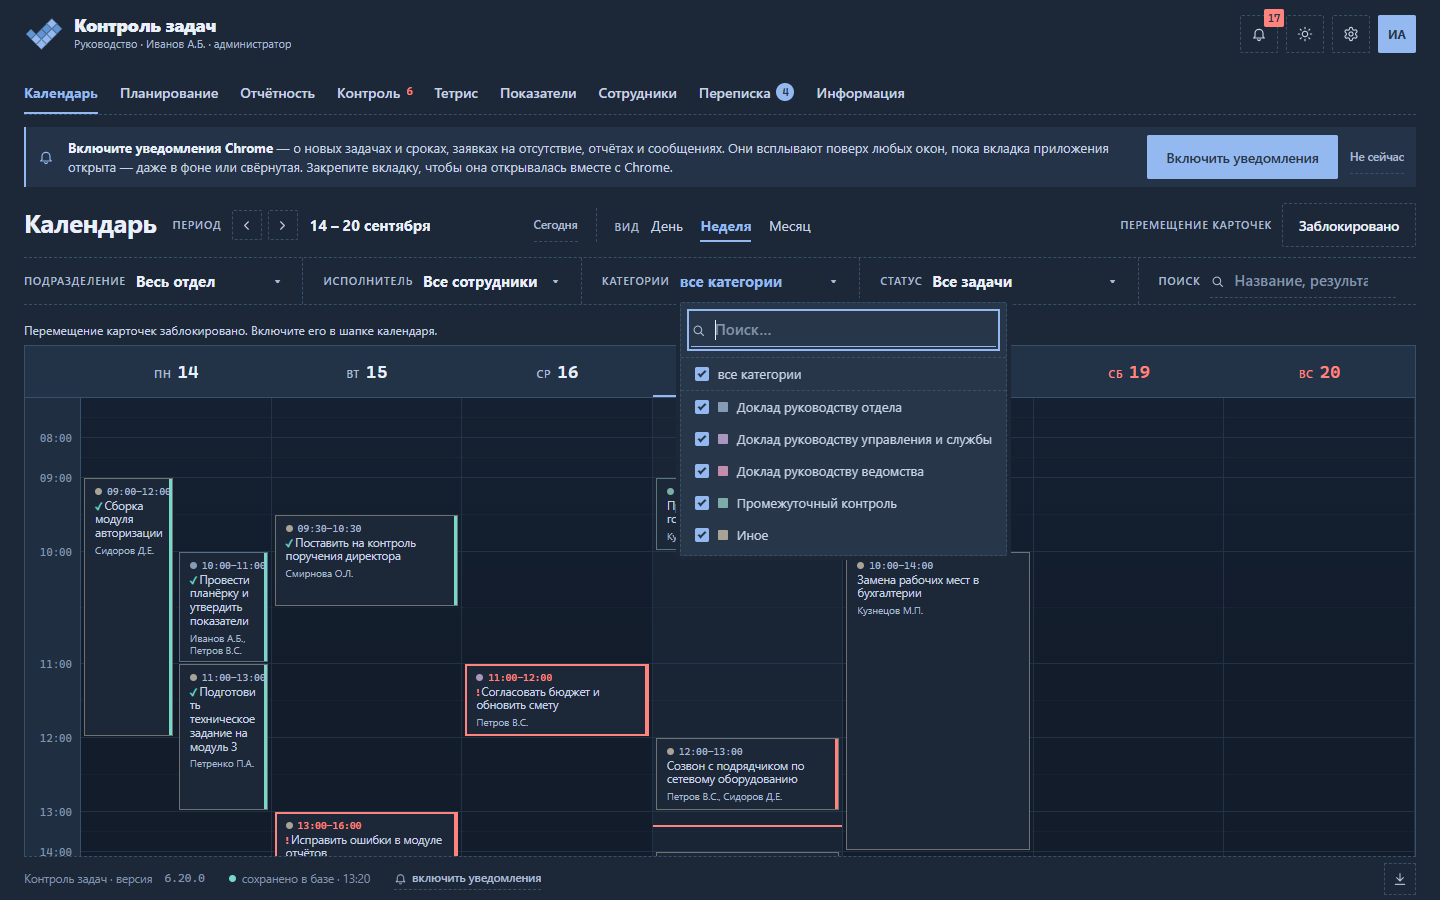 Контроль задач
Руководство · Иванов А.Б. · администратор
17
ИА
Календарь
Планирование
Отчётность
Контроль 6
Тетрис
Показатели
Сотрудники
Переписка 4
Информация
Включите уведомления Chrome — о новых задачах и сроках, заявках на отсутствие, отчётах и сообщениях. Они всплывают поверх любых окон, пока вкладка приложения
открыта — даже в фоне или свёрнутая. Закрепите вкладку, чтобы она открывалась вместе с Chrome.
Включить уведомления
Не сейчас
Календарь
ПЕРИОД
14 – 20 сентября
Сегодня
ВИД
День
Неделя
Месяц
ПЕРЕМЕЩЕНИЕ КАРТОЧЕК
Заблокировано
ПОДРАЗДЕЛЕНИЕ Весь отдел
ИСПОЛНИТЕЛЬ Все сотрудники
КАТЕГОРИИ все категории
СТАТУС Все задачи
ПОИСК Название, результа
Перемещение карточек заблокировано. Включите его в шапке календаря.
Поиск...
все категории
Доклад руководству отдела
Доклад руководству управления и службы
Доклад руководству ведомства
Промежуточный контроль
Иное
ПН 14
ВТ 15
СР 16
СБ 19
ВС 20
08:00
09:00
10:00
11:00
12:00
13:00
14:00
09:00–12:00
Сборка
модуля
авторизации
Сидоров Д.Е.
10:00–11:00
Провести
планёрку и
утвердить
показатели
Иванов А.Б.,
Петров В.С.
11:00–13:00
Подготови
ть
техническое
задание на
модуль 3
Петренко П.А.
09:30–10:30
Поставить на контроль
поручения директора
Смирнова О.Л.
13:00–16:00
!Исправить ошибки в модуле
отчётов
11:00–12:00
!Согласовать бюджет и
обновить смету
Петров В.С.
12:00–13:00
Созвон с подрядчиком по
сетевому оборудованию
Петров В.С., Сидоров Д.Е.
10:00–14:00
Замена рабочих мест в
бухгалтерии
Кузнецов М.П.
Контроль задач · версия 6.20.0
сохранено в базе · 13:20
включить уведомления